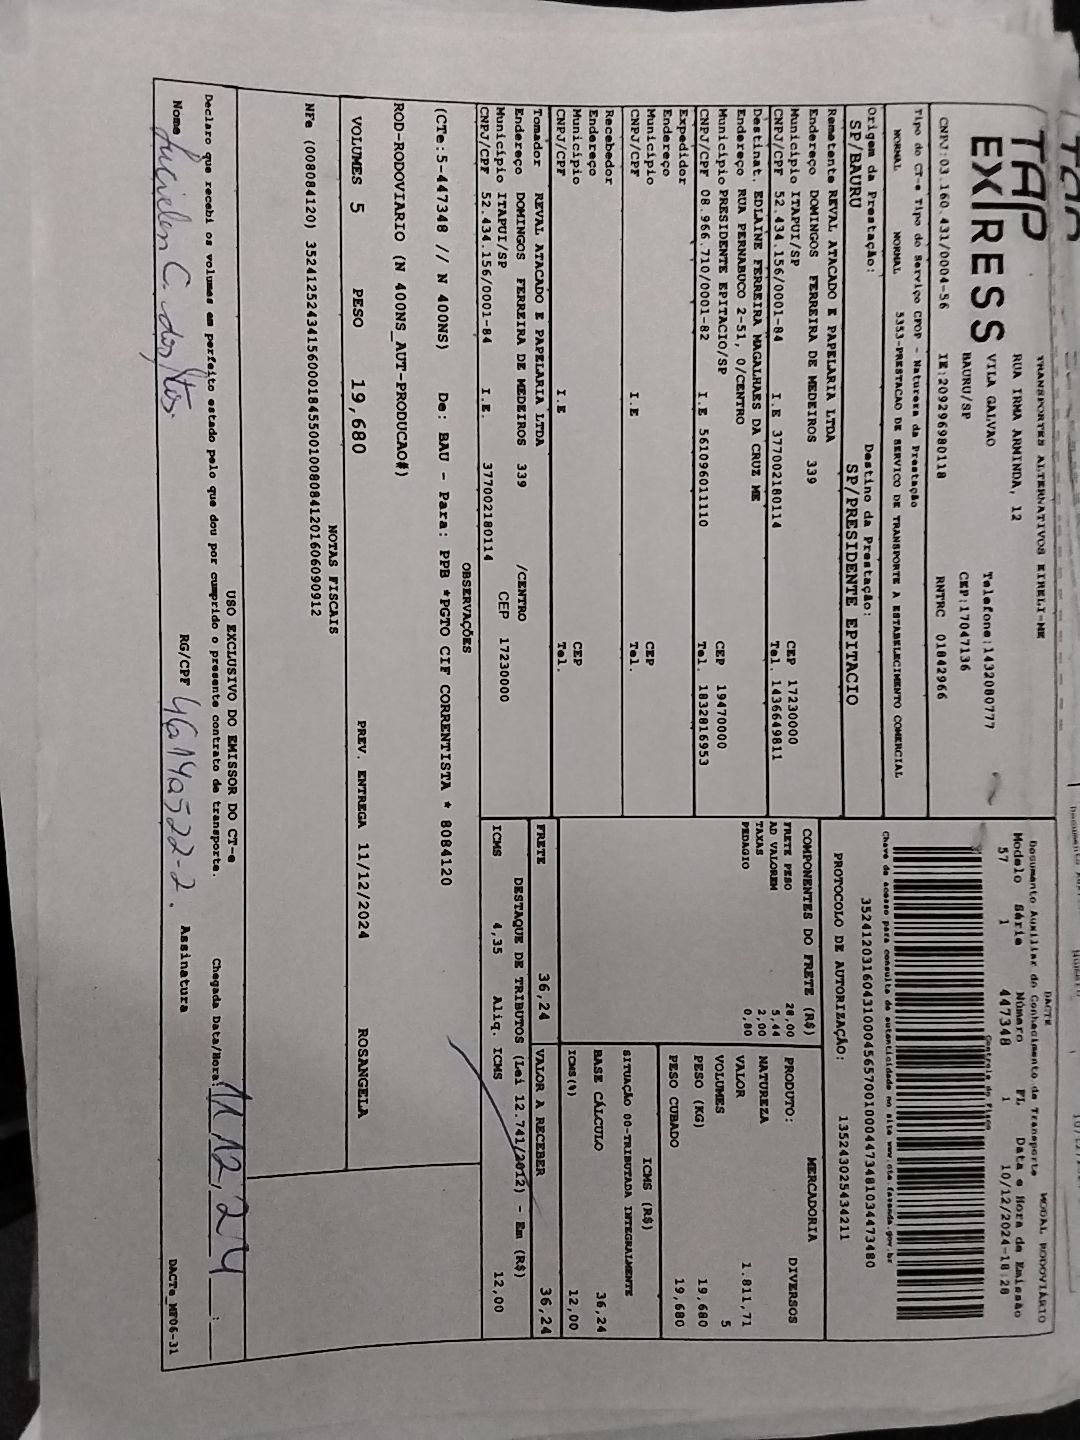 TAP
TAP
EXPRESS
TRANSPORTES ALTERNATIVOS EIRELI-ME
RUA IRMA ARMINDA, 12
VILA GALVAO Telefone:1432080777
BAURU/SP CEP:17047136
CNPJ:03.160.431/0004-56 IE:209296980118 RNTRC 01842966
DACTE MODAL RODOVIÁRIO
Documento Auxiliar do Conhecimento de Transporte
Modelo Série Número FL Data e Hora de Emissão
57 1 447348 1 10/12/2024-18:28
Controle do Fisco
Chave de acesso para consulta de autenticidade no site www.cte.fazenda.gov.br
35241203160431000456570010004473481034473480
PROTOCOLO DE AUTORIZAÇÃO: 135243025434211
Tipo do CT-e Tipo do Serviço CFOP - Natureza da Prestação
NORMAL NORMAL 5353-PRESTACAO DE SERVICO DE TRANSPORTE A ESTABELECIMENTO COMERCIAL
Origem da Prestação: Destino da Prestação:
SP/BAURU SP/PRESIDENTE EPITACIO
Remetente REVAL ATACADO E PAPELARIA LTDA
Endereço DOMINGOS FERREIRA DE MEDEIROS 339
Município ITAPUI/SP CEP 17230000
CNPJ/CPF 52.434.156/0001-84 I.E 377002180114 Tel. 1436649811
Destinat. EDLAINE FERREIRA MAGALHAES DA CRUZ ME
Endereço RUA PERNABUCO 2-51, 0/CENTRO
Município PRESIDENTE EPITACIO/SP CEP 19470000
CNPJ/CPF 08.966.710/0001-82 I.E 561096011110 Tel. 1832816953
Expedidor
Endereço
Município CEP
CNPJ/CPF I.E Tel.
Recebedor
Endereço
Município CEP
CNPJ/CPF I.E Tel.
Tomador REVAL ATACADO E PAPELARIA LTDA
Endereço DOMINGOS FERREIRA DE MEDEIROS 339 /CENTRO
Município ITAPUI/SP CEP 17230000
CNPJ/CPF 52.434.156/0001-84 I.E. 377002180114
COMPONENTES DO FRETE (R$)
FRETE PESO 28,00
AD VALOREM 5,44
TAXAS 2,00
PEDAGIO 0,80
MERCADORIA
PRODUTO: DIVERSOS
NATUREZA
VALOR 1.811,71
VOLUMES 5
PESO (KG) 19,680
PESO CUBADO 19,680
ICMS (R$)
SITUAÇÃO 00-TRIBUTADA INTEGRALMENTE
BASE CÁLCULO 36,24
ICMS(%) 12,00
FRETE 36,24 VALOR A RECEBER 36,24
DESTAQUE DE TRIBUTOS (Lei 12.741/2012) - Em (R$)
ICMS 4,35 Aliq. ICMS 12,00
OBSERVAÇÕES
(CTe:5-447348 // N 400NS) De: BAU - Para: PPB *PGTO CIF CORRENTISTA * 8084120
ROD-RODOVIARIO (N 400NS_AUT-PRODUCAO#)
VOLUMES 5 PESO 19,680 PREV. ENTREGA 11/12/2024 ROSANGELA
NOTAS FISCAIS
NFe (008084120) 35241252434156000184550010080841201606090912
USO EXCLUSIVO DO EMISSOR DO CT-e
Declaro que recebi os volumes em perfeito estado pelo que dou por cumprido o presente contrato de transporte. Chegada Data/Hora: 11 12, 24 :
Nome C. RG/CPF Assinatura
DACTe_MF06-31